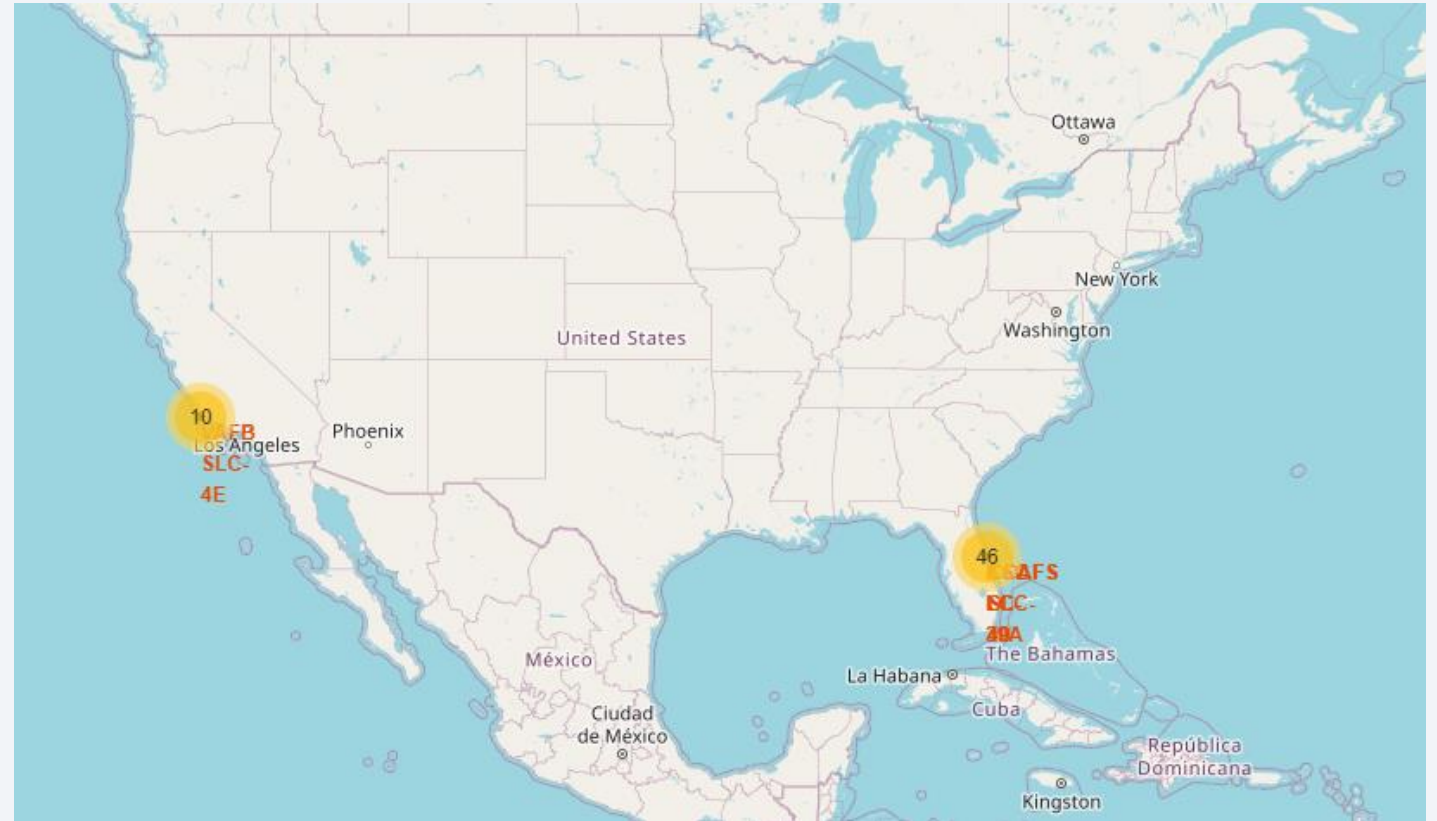 Ottawa
New York
Washington
United States
10
Los Angeles
Phoenix
SLC-
4E
46
The Bahamas
México
La Habana
Cuba
Ciudad
de México
República
Dominicana
Kingston